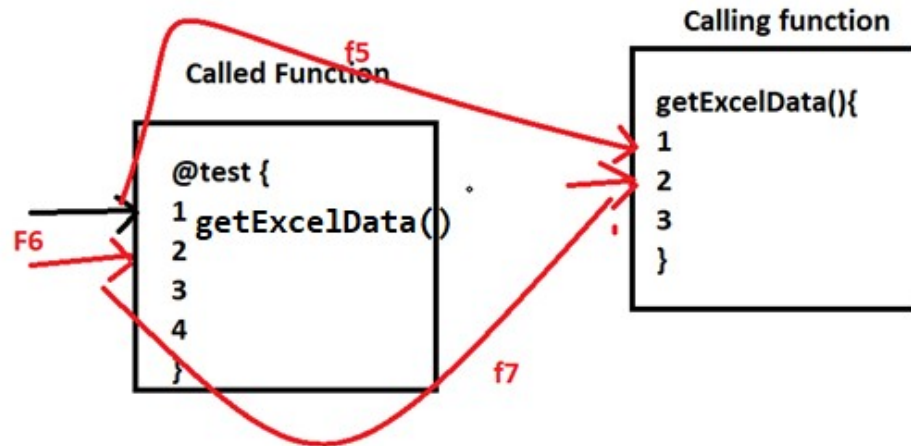 Calling function
f5
Called Function
getExcelData(){
1
2
3
}
@test {
1 getExcelData()
2
3
4
}
F6
f7